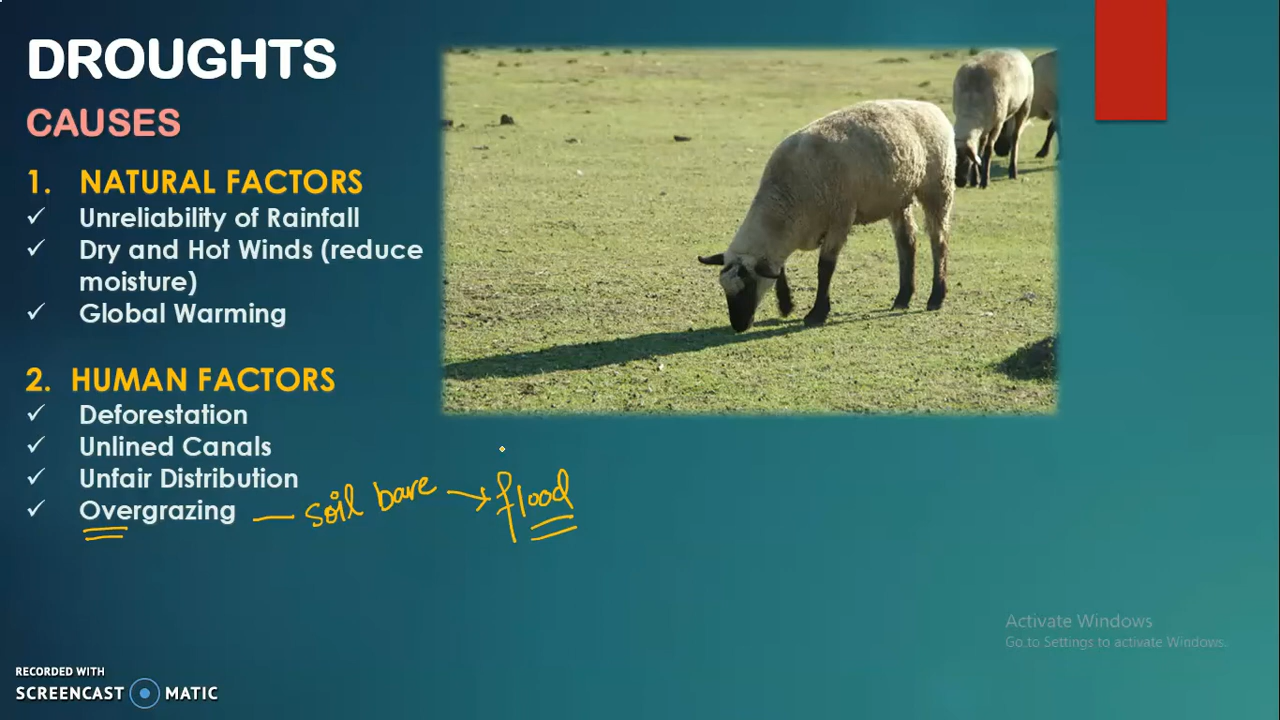 DROUGHTS
CAUSES
1. NATURAL FACTORS
✓ Unreliability of Rainfall
✓ Dry and Hot Winds (reduce
moisture)
✓ Global Warming
2. HUMAN FACTORS
✓ Deforestation
✓ Unlined Canals
✓ Unfair Distribution
✓ Overgrazing — soil bare → flood
Activate Windows
Go to Settings to activate Windows.
RECORDED WITH
SCREENCAST MATIC